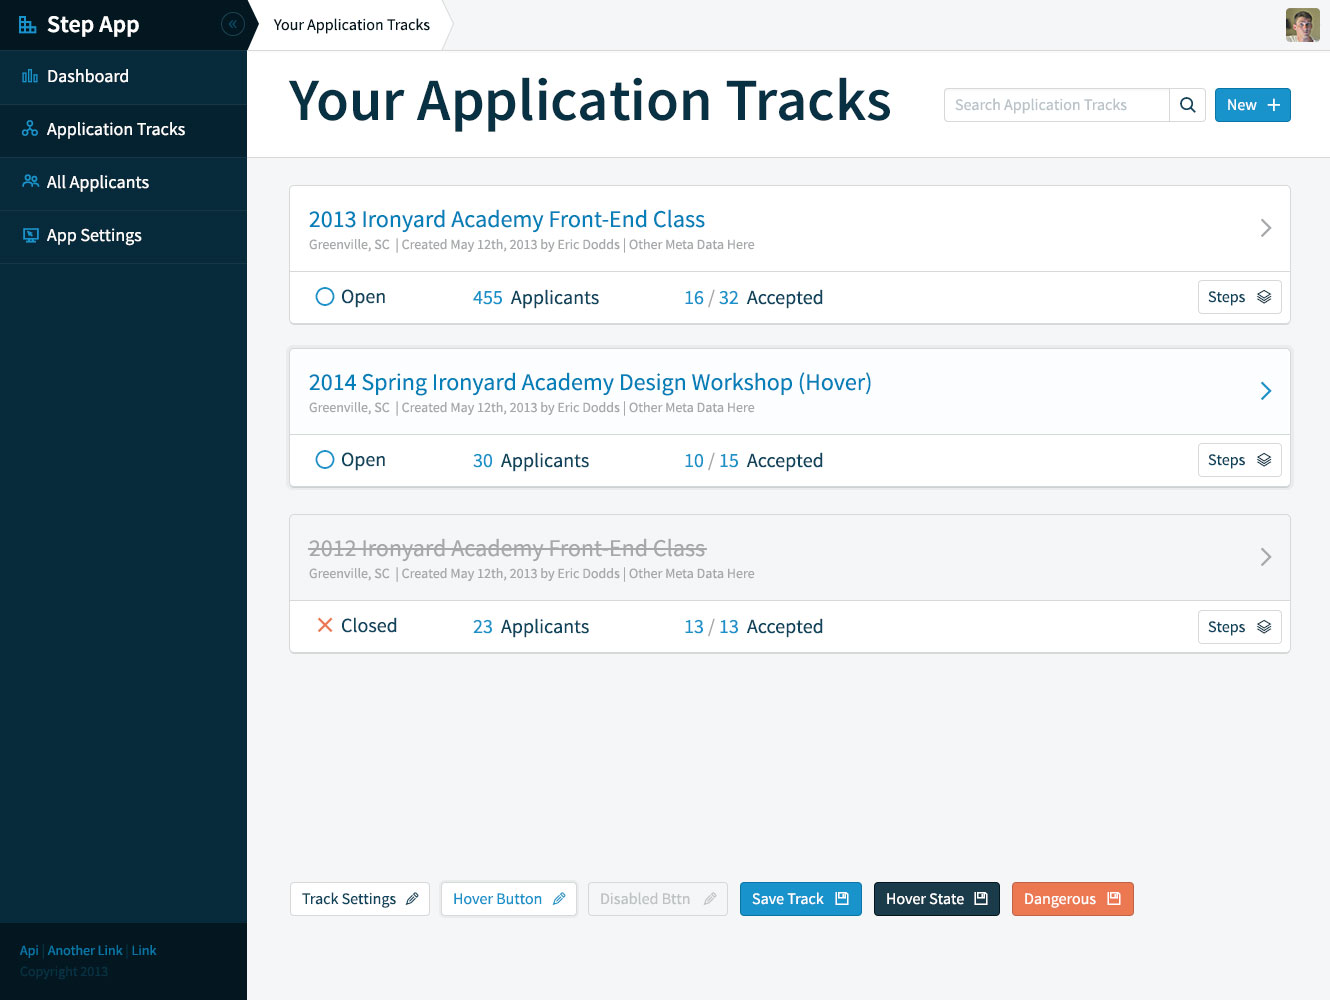 Step App
Your Application Tracks
Dashboard
Application Tracks
All Applicants
App Settings
Your Application Tracks
Search Application Tracks
New
2013 Ironyard Academy Front-End Class
Greenville, SC | Created May 12th, 2013 by Eric Dodds | Other Meta Data Here
Open 455 Applicants 16 / 32 Accepted Steps
2014 Spring Ironyard Academy Design Workshop (Hover)
Greenville, SC | Created May 12th, 2013 by Eric Dodds | Other Meta Data Here
Open 30 Applicants 10 / 15 Accepted Steps
2012 Ironyard Academy Front-End Class
Greenville, SC | Created May 12th, 2013 by Eric Dodds | Other Meta Data Here
Closed 23 Applicants 13 / 13 Accepted Steps
Track Settings Hover Button Disabled Bttn Save Track Hover State Dangerous
Api | Another Link | Link
Copyright 2013